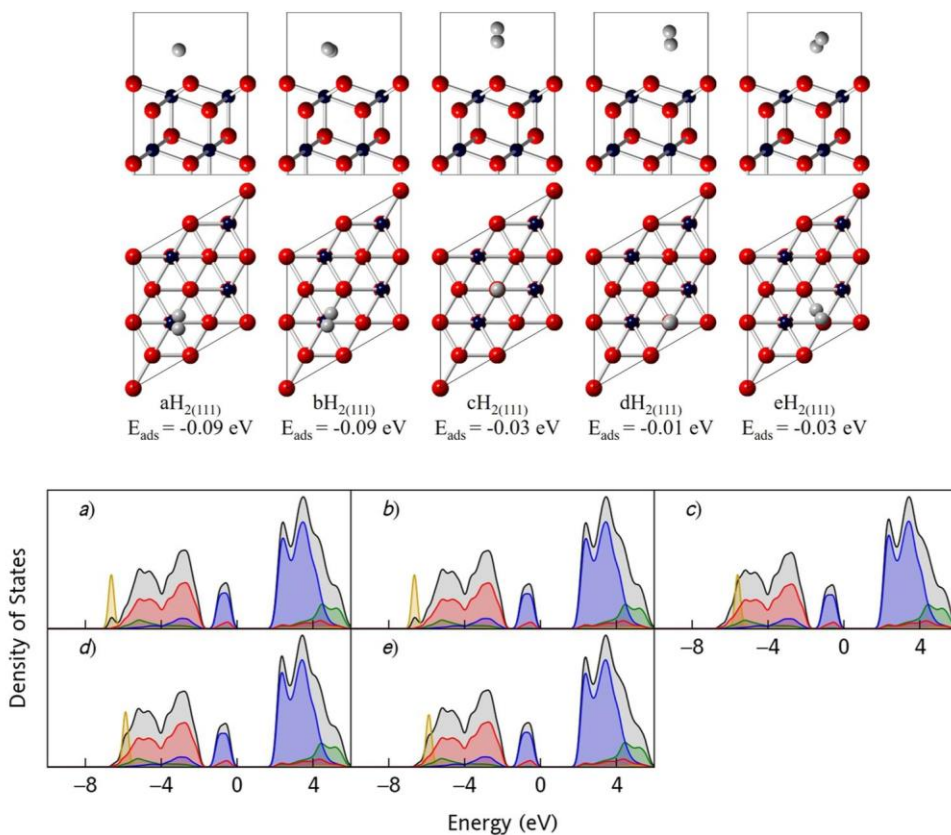 aH2(111) bH2(111) cH2(111) dH2(111) eH2(111)
Eads = -0.09 eV Eads = -0.09 eV Eads = -0.03 eV Eads = -0.01 eV Eads = -0.03 eV
a) b) c)
−8 −4 0 4
d) e)
−8 −4 0 4 −8 −4 0 4
Density of States
Energy (eV)